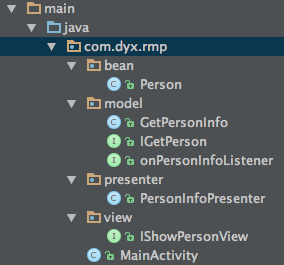 main
java
com.dyx.rmp
bean
Person
model
GetPersonInfo
IGetPerson
onPersonInfoListener
presenter
PersonInfoPresenter
view
IShowPersonView
MainActivity